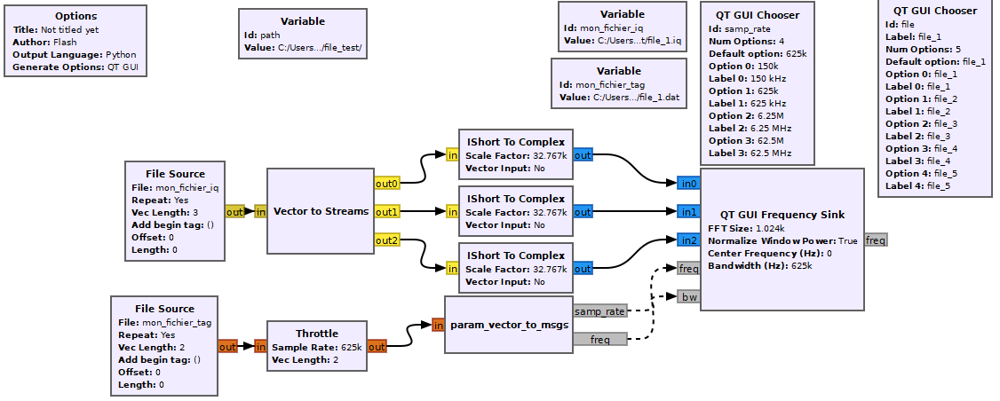 Options
Title: Not titled yet
Author: Flash
Output Language: Python
Generate Options: QT GUI
Variable
Id: path
Value: C:/Users.../file_test/
Variable
Id: mon_fichier_iq
Value: C:/Users...t/file_1.iq
Variable
Id: mon_fichier_tag
Value: C:/Users.../file_1.dat
QT GUI Chooser
Id: samp_rate
Num Options: 4
Default option: 625k
Option 0: 150k
Label 0: 150 kHz
Option 1: 625k
Label 1: 625 kHz
Option 2: 6.25M
Label 2: 6.25 MHz
Option 3: 62.5M
Label 3: 62.5 MHz
QT GUI Chooser
Id: file
Label: file_1
Num Options: 5
Default option: file_1
Option 0: file_1
Label 0: file_1
Option 1: file_2
Label 1: file_2
Option 2: file_3
Label 2: file_3
Option 3: file_4
Label 3: file_4
Option 4: file_5
Label 4: file_5
File Source
File: mon_fichier_iq
Repeat: Yes
Vec Length: 3
Add begin tag: ()
Offset: 0
Length: 0
out
in
Vector to Streams
out0
out1
out2
in
IShort To Complex
Scale Factor: 32.767k
Vector Input: No
out
in
IShort To Complex
Scale Factor: 32.767k
Vector Input: No
out
in
IShort To Complex
Scale Factor: 32.767k
Vector Input: No
out
in0
in1
in2
freq
bw
QT GUI Frequency Sink
FFT Size: 1.024k
Normalize Window Power: True
Center Frequency (Hz): 0
Bandwidth (Hz): 625k
freq
File Source
File: mon_fichier_tag
Repeat: Yes
Vec Length: 2
Add begin tag: ()
Offset: 0
Length: 0
out
in
Throttle
Sample Rate: 625k
Vec Length: 2
out
in
param_vector_to_msgs
samp_rate
freq